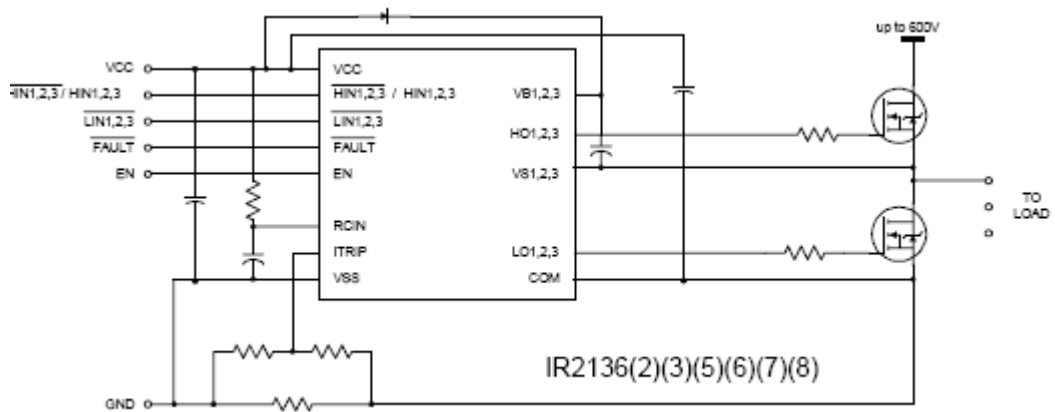 up to 600V
VCC
VCC
HIN1,2,3 / HIN1,2,3
HIN1,2,3 / HIN1,2,3
VB1,2,3
LIN1,2,3
LIN1,2,3
FAULT
FAULT
HO1,2,3
EN
EN
VS1,2,3
TO
LOAD
RCIN
ITRIP
LO1,2,3
VSS
COM
IR2136(2)(3)(5)(6)(7)(8)
GND